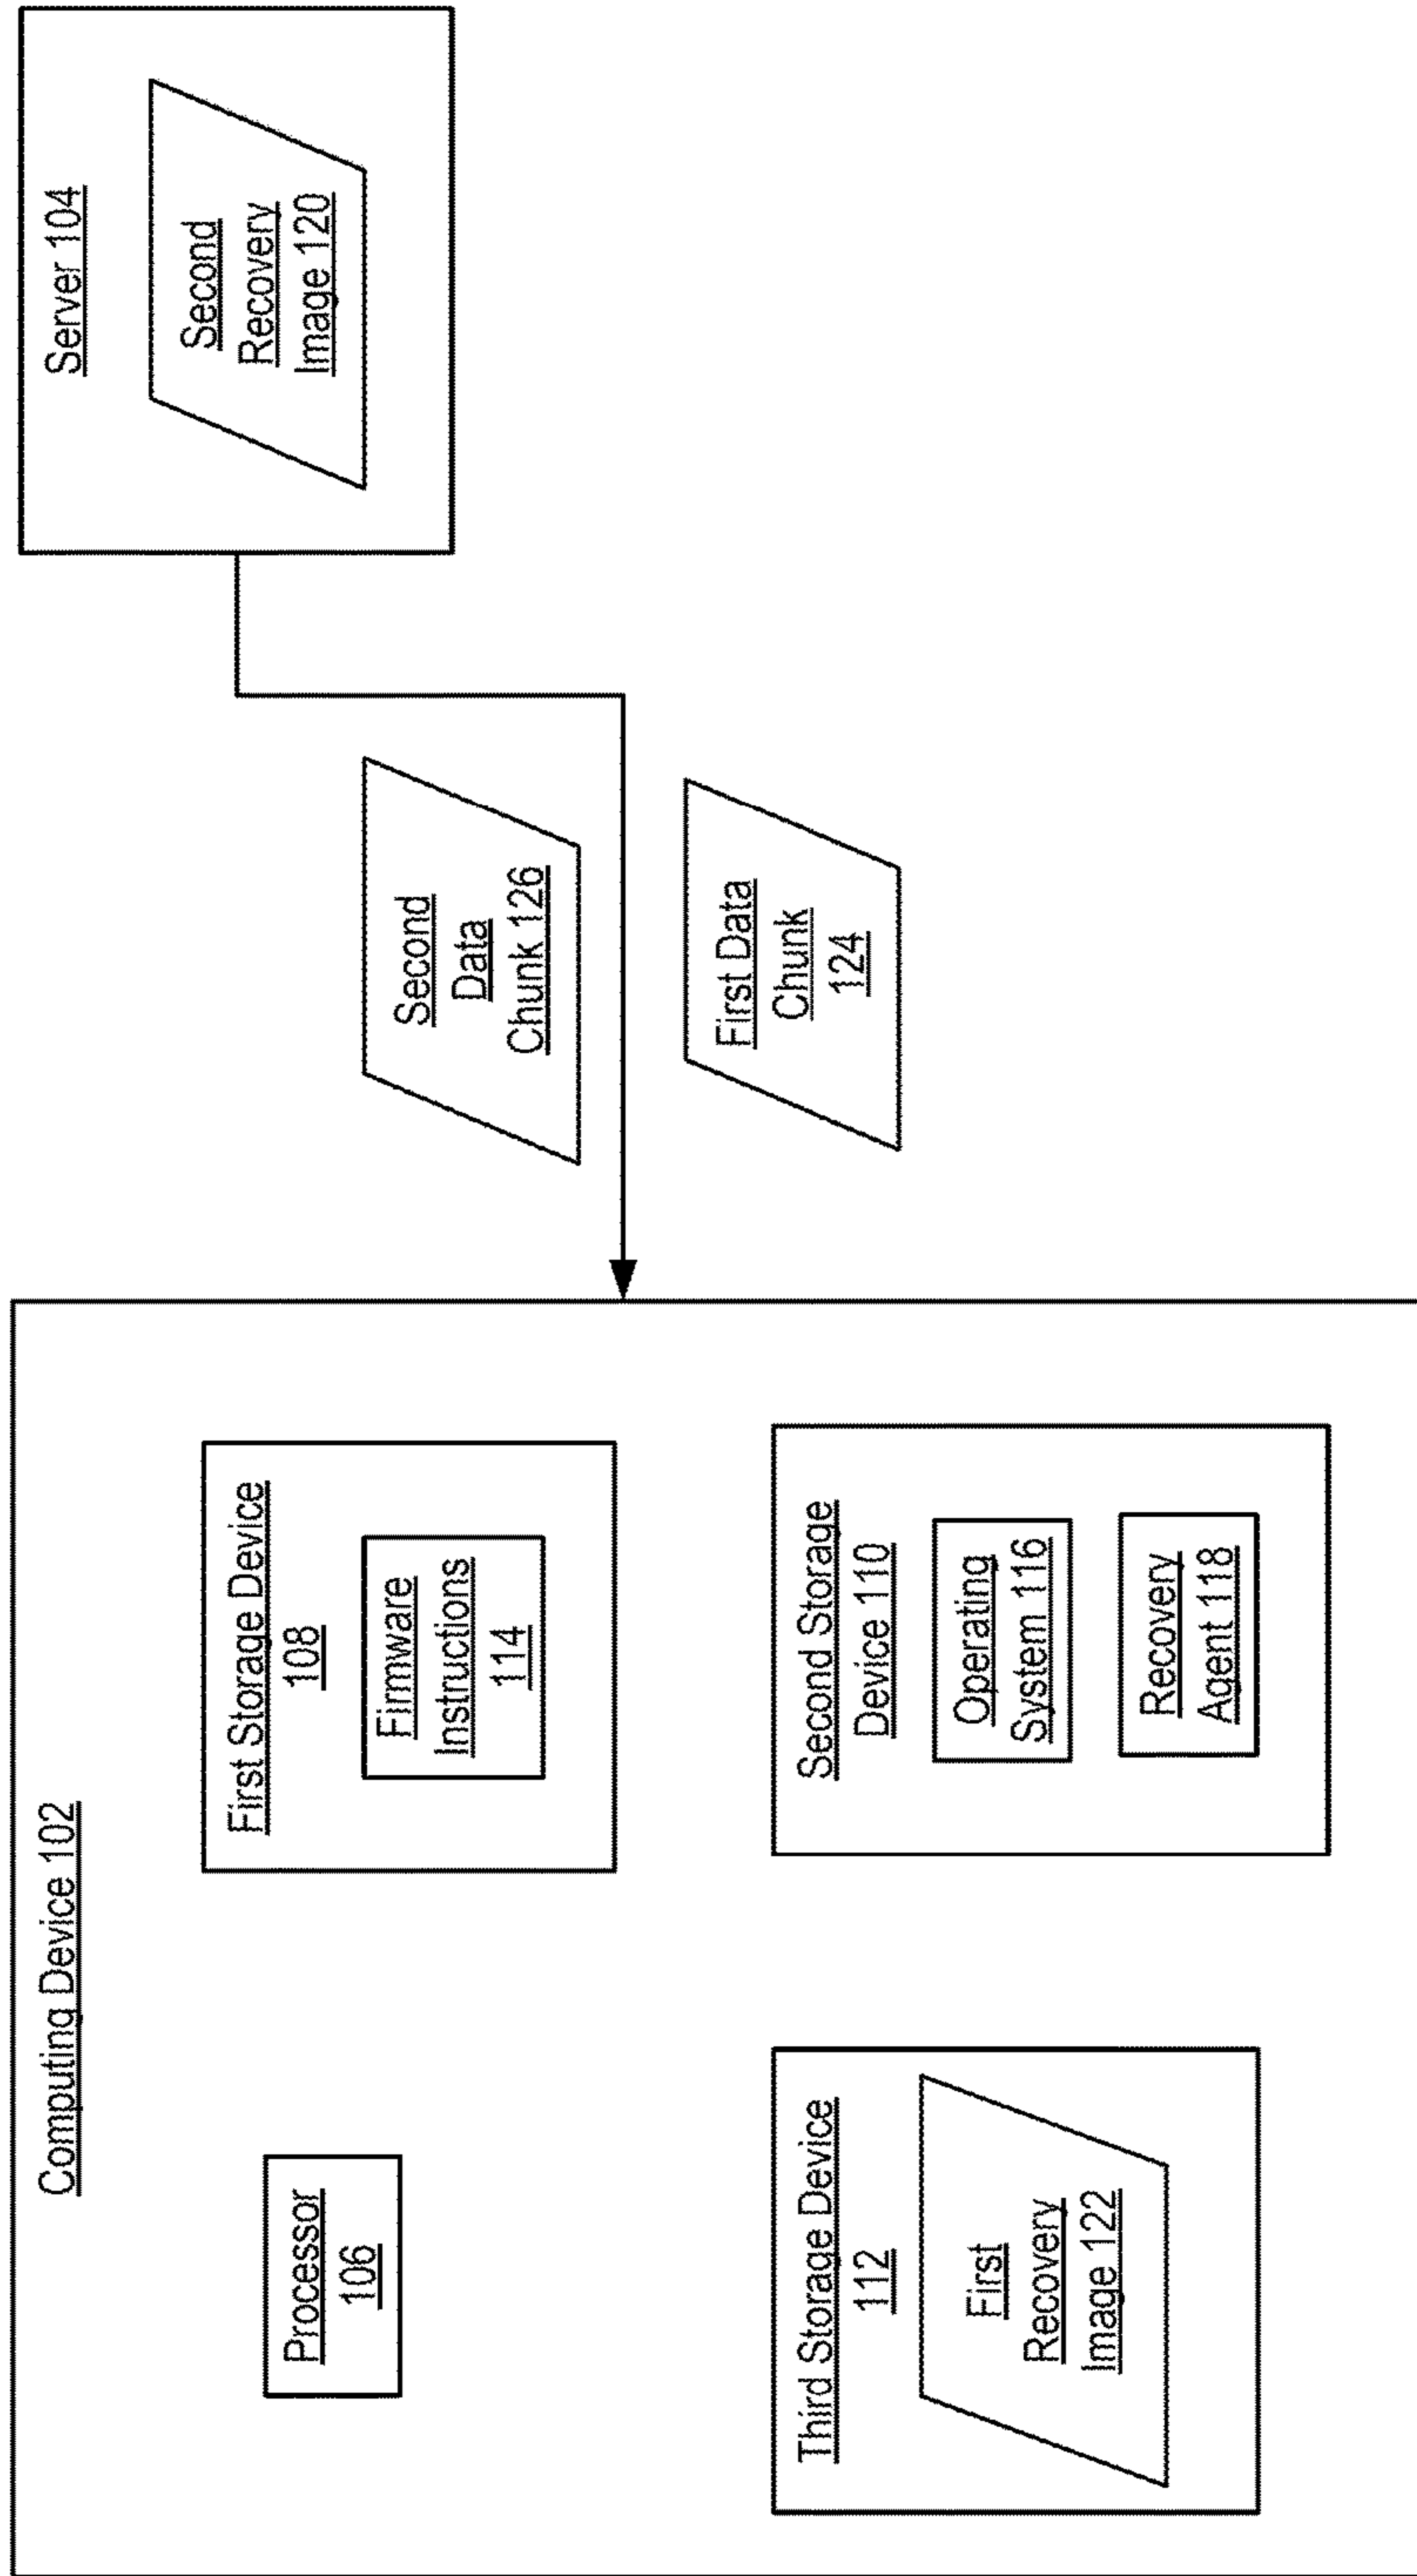 Computing Device 102
Processor
106
First Storage Device
108
Firmware
Instructions
114
Third Storage Device
112
First
Recovery
Image 122
Second Storage
Device 110
Operating
System 116
Recovery
Agent 118
Second
Data
Chunk 126
First Data
Chunk
124
Server 104
Second
Recovery
Image 120